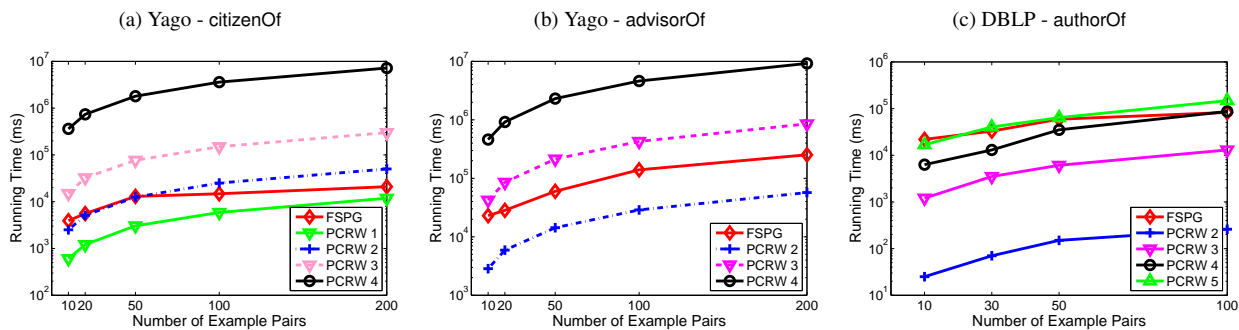 (a) Yago - citizenOf
(b) Yago - advisorOf
(c) DBLP - authorOf
Running Time (ms)
10^7
10^6
10^5
10^4
10^3
10^2
10 20 50 100 200
Number of Example Pairs
FSPG
PCRW 1
PCRW 2
PCRW 3
PCRW 4
Running Time (ms)
10^7
10^6
10^5
10^4
10^3
10 20 50 100 200
Number of Example Pairs
FSPG
PCRW 2
PCRW 3
PCRW 4
Running Time (ms)
10^6
10^5
10^4
10^3
10^2
10^1
10 30 50 100
Number of Example Pairs
FSPG
PCRW 2
PCRW 3
PCRW 4
PCRW 5